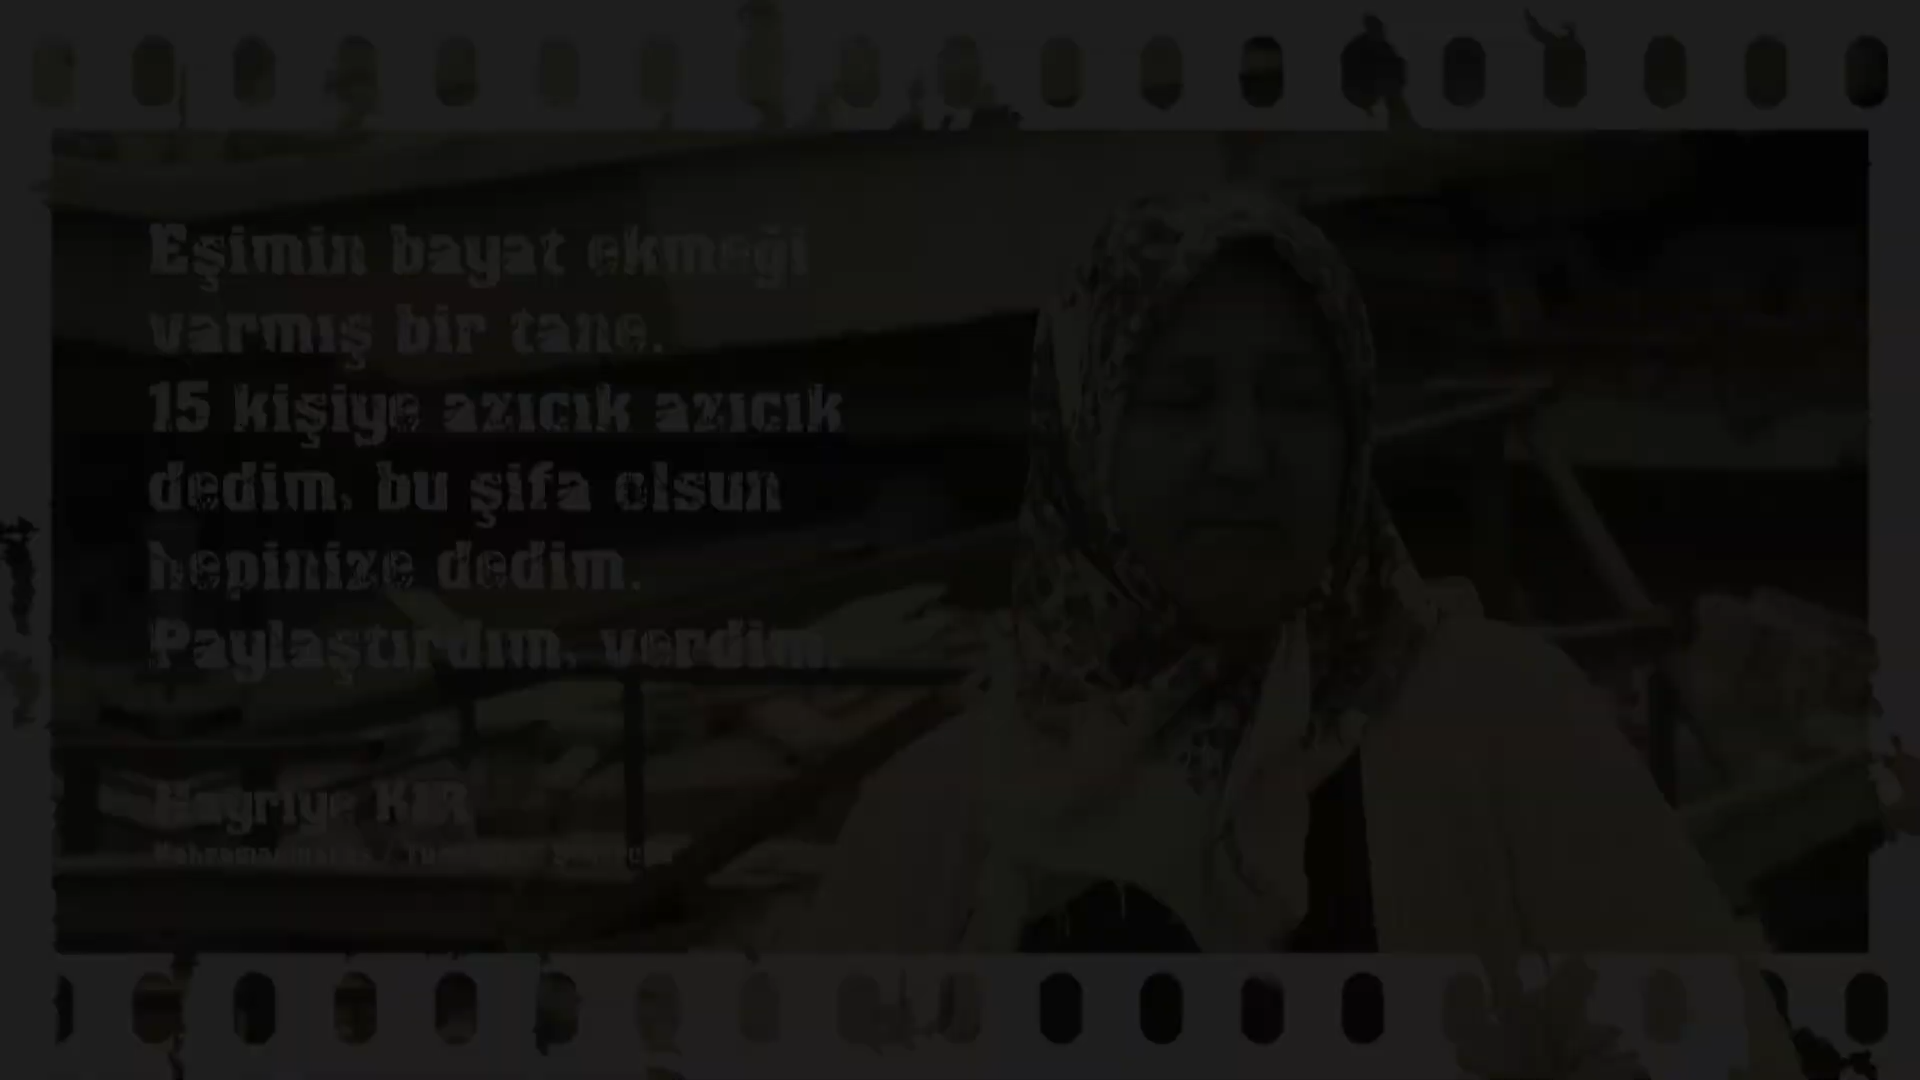 Eşimin bayat ekmeği
varmış bir tane.
15 kişiye azıcık azıcık
dedim, bu şifa olsun
hepinize dedim.
Paylaştırdım, verdim.
Hayriye KIR